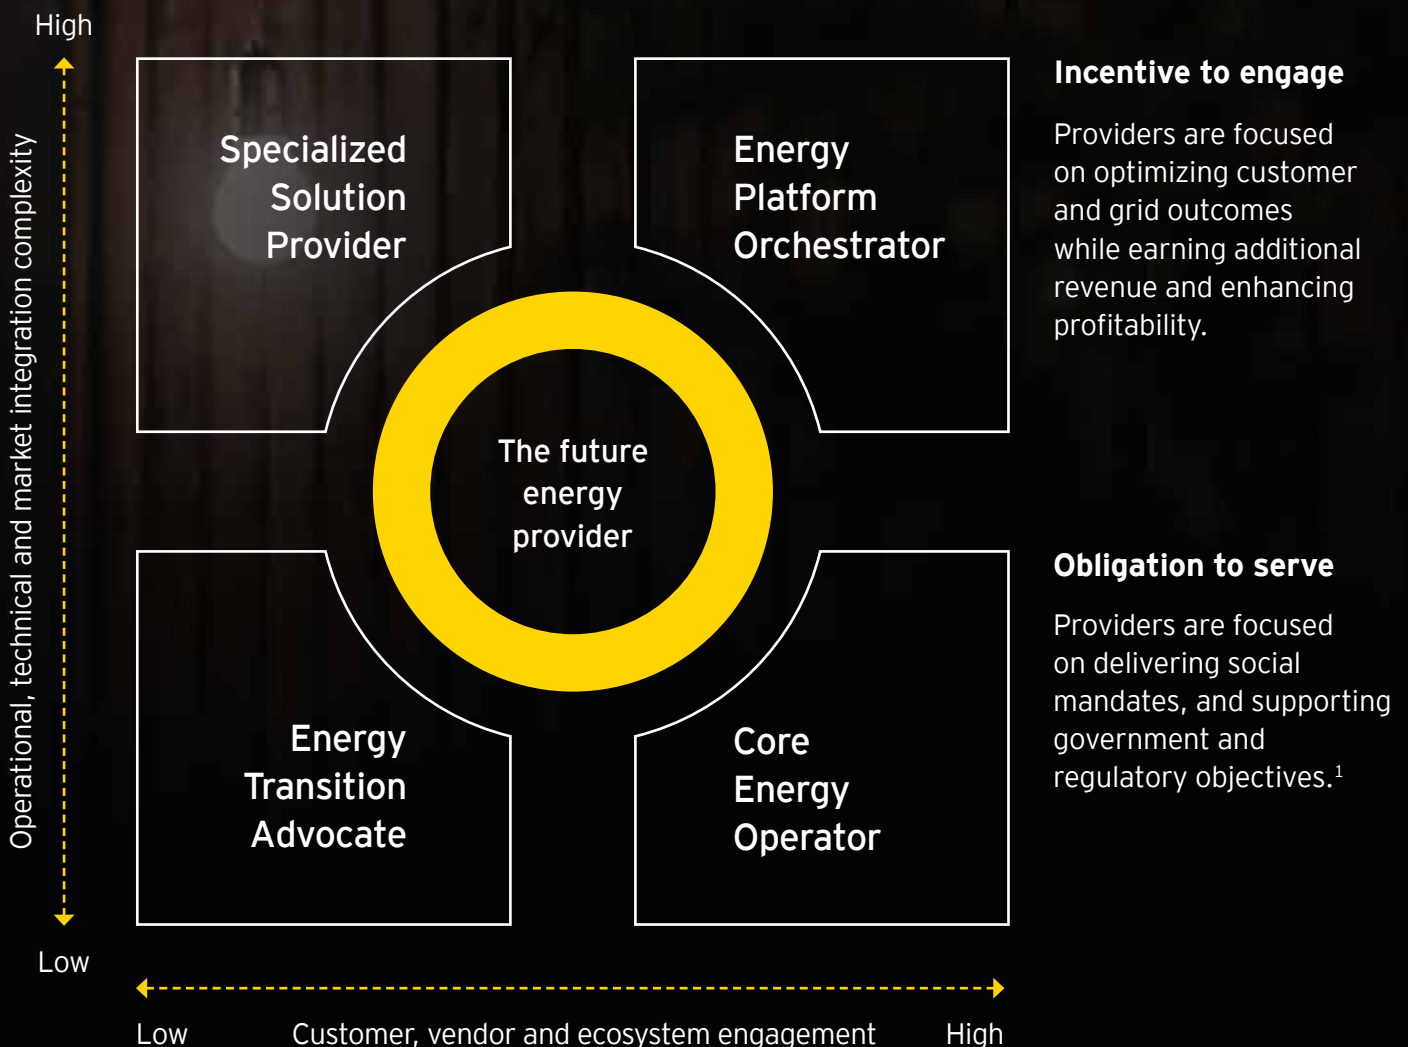 High
Operational, technical and market integration complexity
Specialized
Solution
Provider
Energy
Platform
Orchestrator
Incentive to engage
Providers are focused
on optimizing customer
and grid outcomes
while earning additional
revenue and enhancing
profitability.
The future
energy
provider
Energy
Transition
Advocate
Core
Energy
Operator
Obligation to serve
Providers are focused
on delivering social
mandates, and supporting
government and
regulatory objectives.¹
Low
Low Customer, vendor and ecosystem engagement High